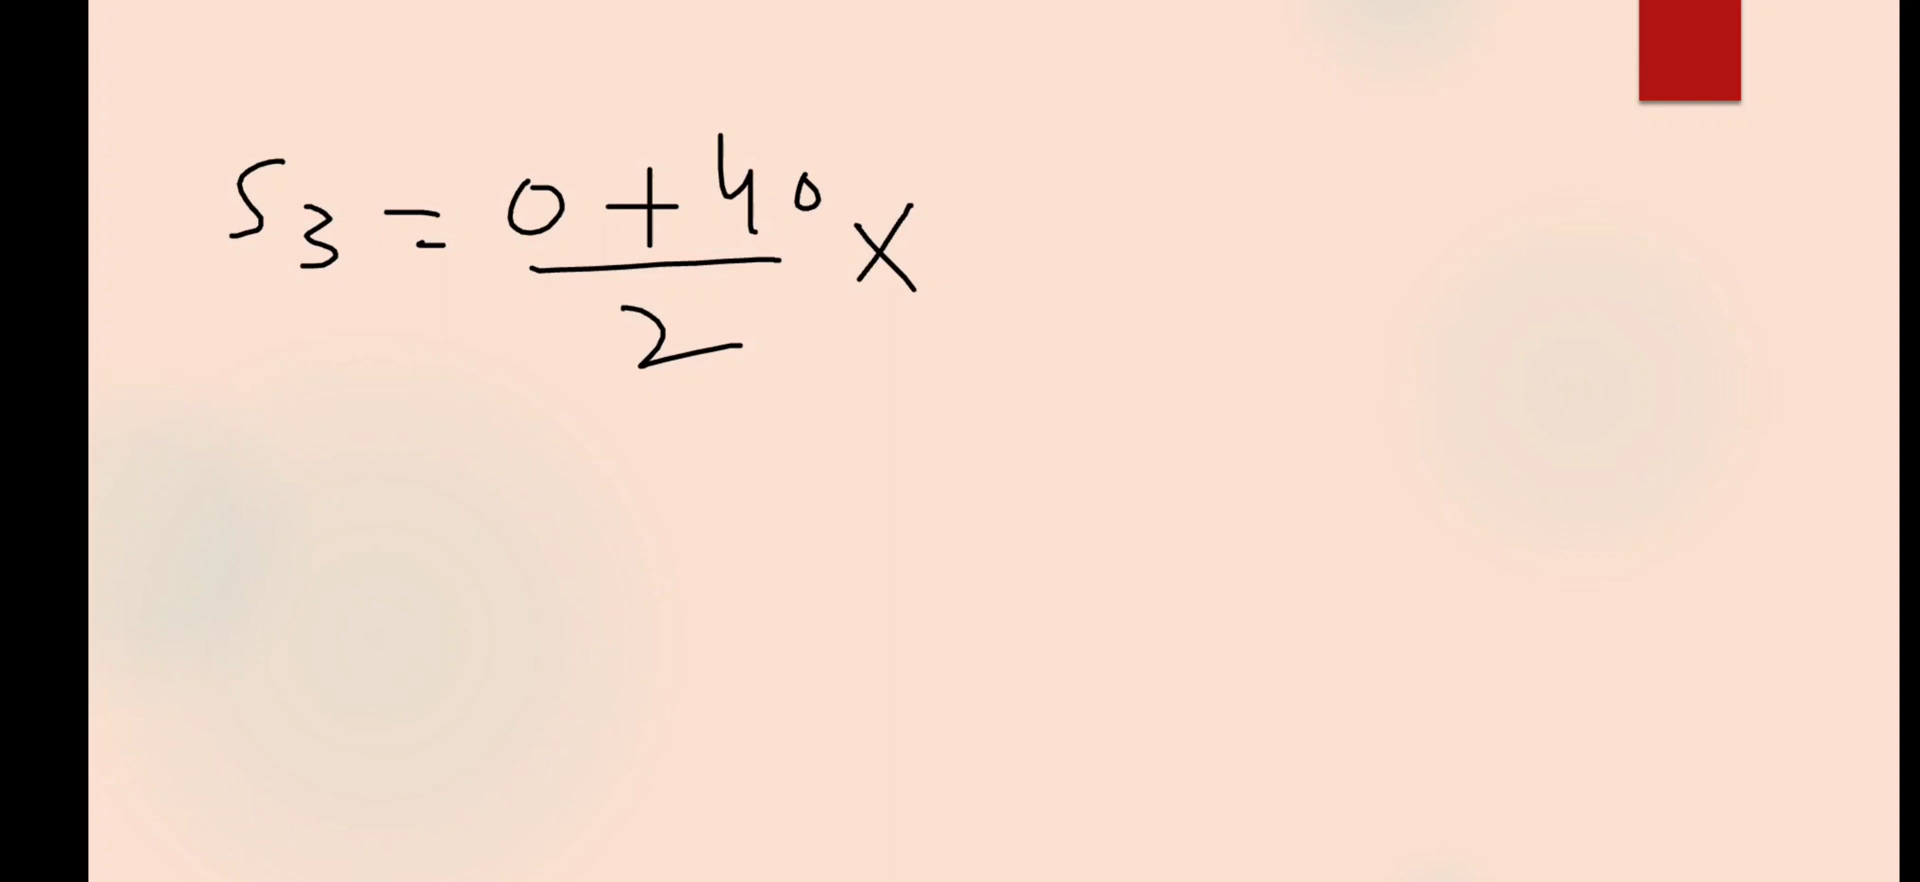 S₃ = (0 + 40)/2 ×